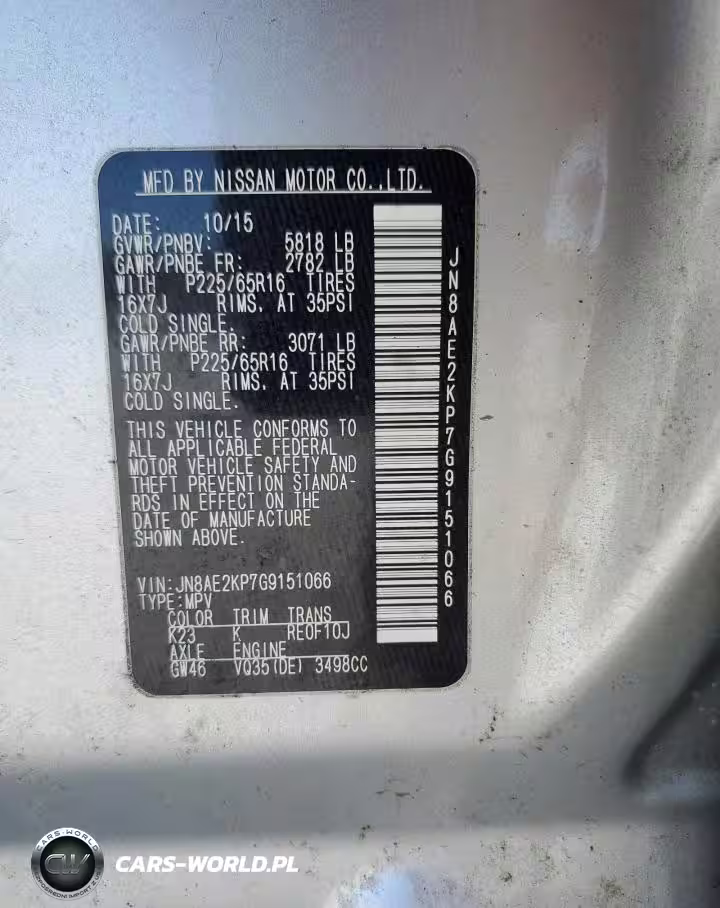 MFD BY NISSAN MOTOR CO.,LTD.
DATE: 10/15
GVWR/PNBV: 5818 LB
GAWR/PNBE FR: 2782 LB
WITH P225/65R16 TIRES
16X7J RIMS. AT 35PSI
COLD SINGLE.
GAWR/PNBE RR: 3071 LB
WITH P225/65R16 TIRES
16X7J RIMS. AT 35PSI
COLD SINGLE.
THIS VEHICLE CONFORMS TO
ALL APPLICABLE FEDERAL
MOTOR VEHICLE SAFETY AND
THEFT PREVENTION STANDA-
RDS IN EFFECT ON THE
DATE OF MANUFACTURE
SHOWN ABOVE.
VIN:JN8AE2KP7G9151066
TYPE:MPV
COLOR TRIM TRANS
K23 K RE0F10J
AXLE ENGINE
GW46 VQ35(DE) 3498CC
JN8AE2KP7G9151066
CARS-WORLD
CW
CARS-WORLD.PL